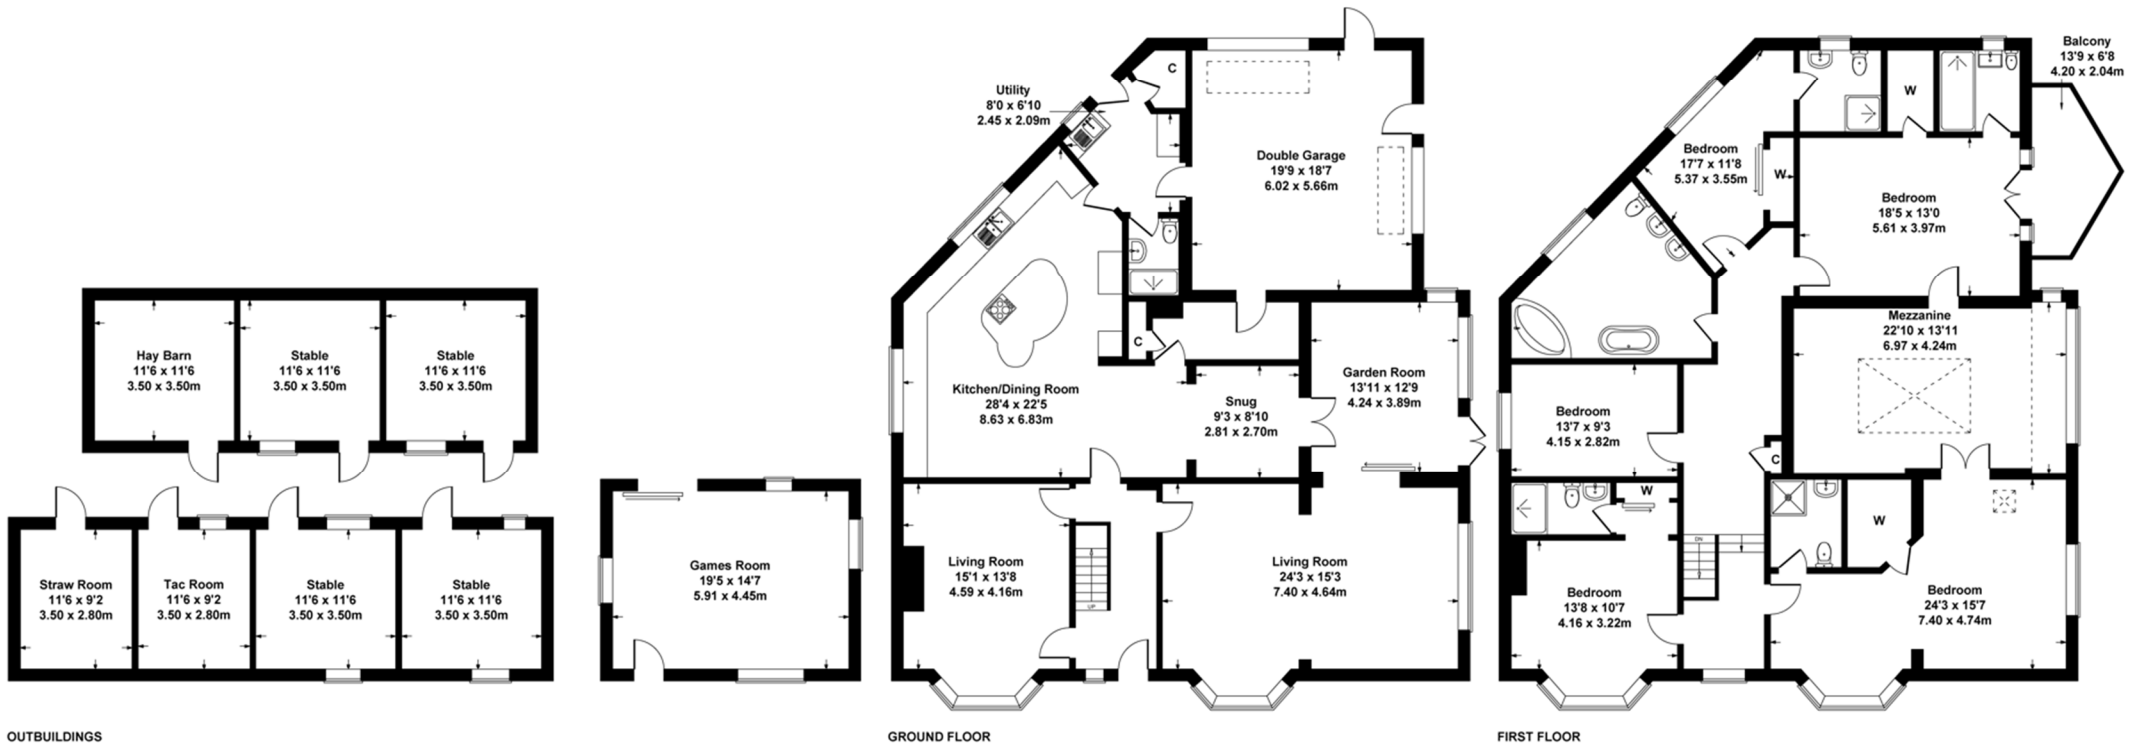 Hay Barn
11'6 x 11'6
3.50 x 3.50m
Stable
11'6 x 11'6
3.50 x 3.50m
Stable
11'6 x 11'6
3.50 x 3.50m
Straw Room
11'6 x 9'2
3.50 x 2.80m
Tac Room
11'6 x 9'2
3.50 x 2.80m
Stable
11'6 x 11'6
3.50 x 3.50m
Stable
11'6 x 11'6
3.50 x 3.50m
OUTBUILDINGS
Games Room
19'5 x 14'7
5.91 x 4.45m
Utility
8'0 x 6'10
2.45 x 2.09m
C
Double Garage
19'9 x 18'7
6.02 x 5.66m
C
Kitchen/Dining Room
28'4 x 22'5
8.63 x 6.83m
Snug
9'3 x 8'10
2.81 x 2.70m
Garden Room
13'11 x 12'9
4.24 x 3.89m
Living Room
15'1 x 13'8
4.59 x 4.16m
UP
Living Room
24'3 x 15'3
7.40 x 4.64m
GROUND FLOOR
Balcony
13'9 x 6'8
4.20 x 2.04m
W
Bedroom
17'7 x 11'8
5.37 x 3.55m
W
Bedroom
18'5 x 13'0
5.61 x 3.97m
Mezzanine
22'10 x 13'11
6.97 x 4.24m
Bedroom
13'7 x 9'3
4.15 x 2.82m
C
W
W
DN
Bedroom
13'8 x 10'7
4.16 x 3.22m
Bedroom
24'3 x 15'7
7.40 x 4.74m
FIRST FLOOR